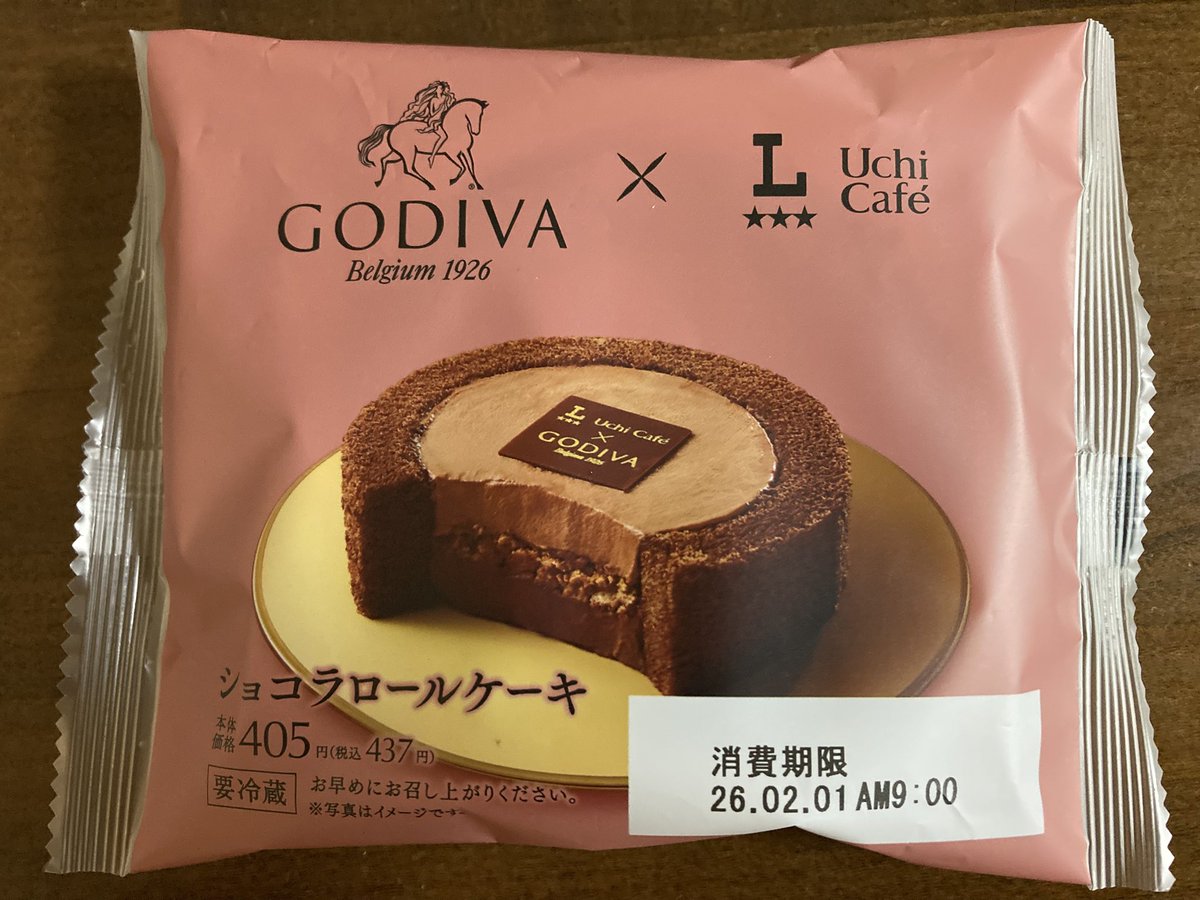 GODIVA
Belgium 1926
×
L
★★★
Uchi
Café
L
★★★
Uchi Café
×
GODIVA
Belgium 1926
ショコラロールケーキ
本体
価格 405円(税込 437円)
要冷蔵 お早めにお召し上がりください。
※写真はイメージです
消費期限
26.02.01 AM9:00